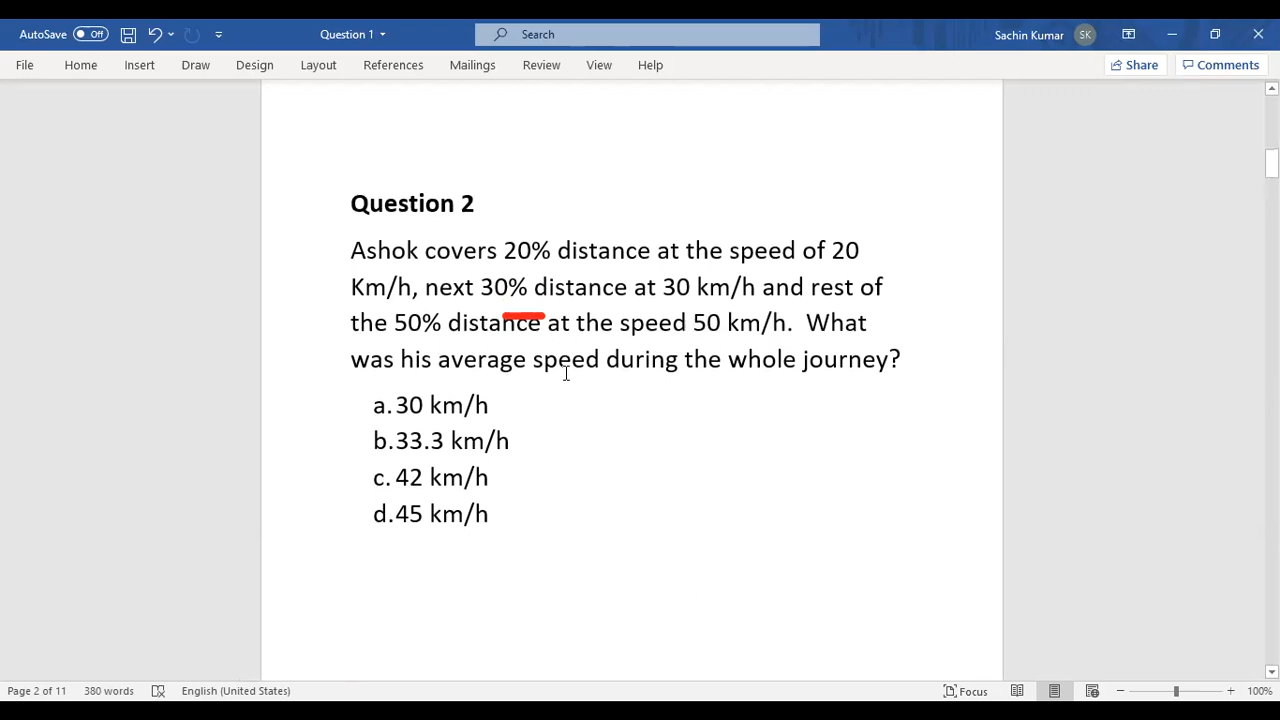 AutoSave Off Question 1 Search Sachin Kumar SK
File Home Insert Draw Design Layout References Mailings Review View Help Share Comments
Question 2
Ashok covers 20% distance at the speed of 20
Km/h, next 30% distance at 30 km/h and rest of
the 50% distance at the speed 50 km/h.  What
was his average speed during the whole journey?
a. 30 km/h
b. 33.3 km/h
c. 42 km/h
d. 45 km/h
Page 2 of 11 380 words English (United States) Focus 100%